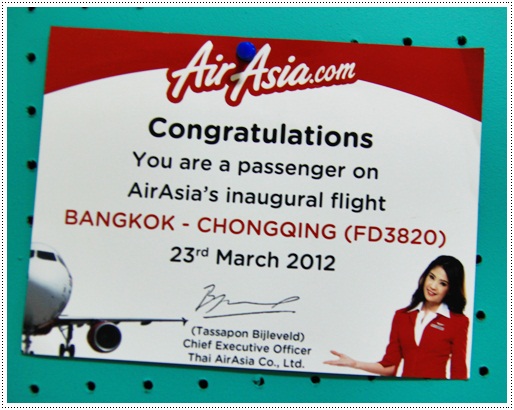 AirAsia.com
Congratulations
You are a passenger on
AirAsia's inaugural flight
BANGKOK - CHONGQING (FD3820)
23rd March 2012
(Tassapon Bijleveld)
Chief Executive Officer
Thai AirAsia Co., Ltd.